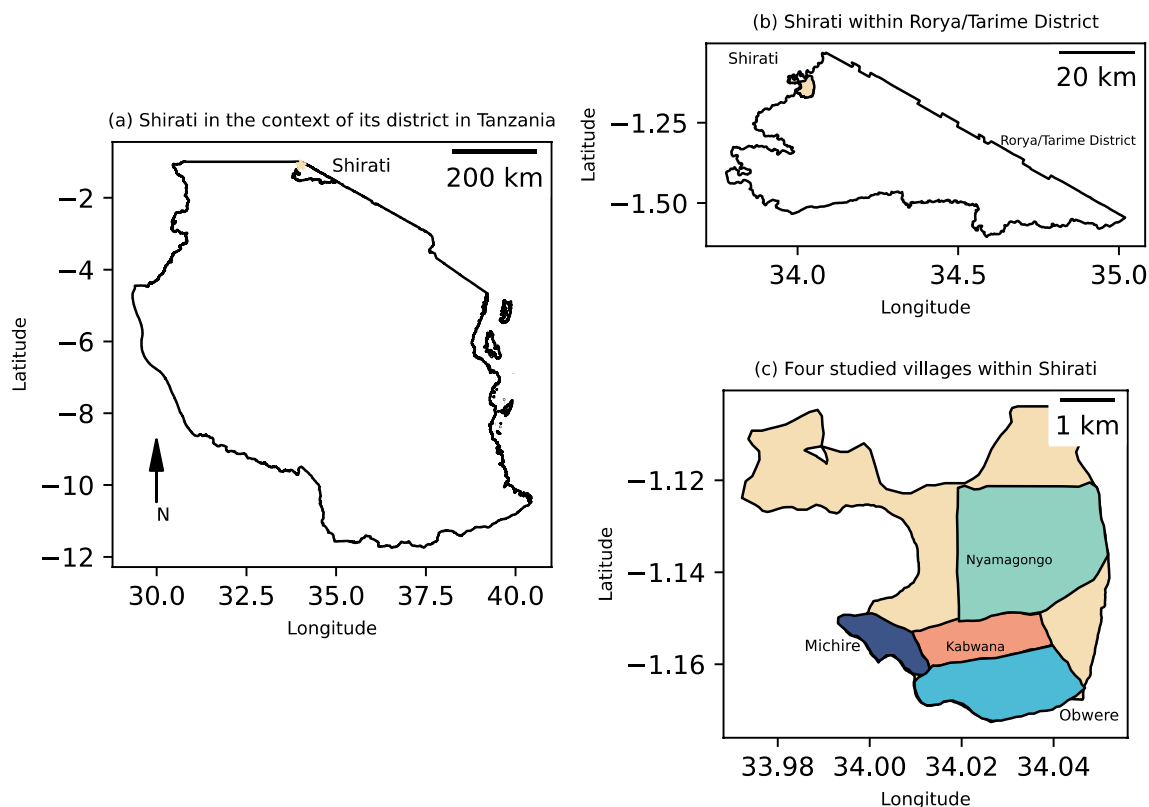 (a) Shirati in the context of its district in Tanzania
Shirati
200 km
−2
−4
−6
−8
−10
−12
Latitude
N
30.0
32.5
35.0
37.5
40.0
Longitude
(b) Shirati within Rorya/Tarime District
Shirati
20 km
Rorya/Tarime District
−1.25
−1.50
Latitude
34.0
34.5
35.0
Longitude
(c) Four studied villages within Shirati
1 km
−1.12
−1.14
−1.16
Latitude
Nyamagongo
Michire
Kabwana
Obwere
33.98
34.00
34.02
34.04
Longitude